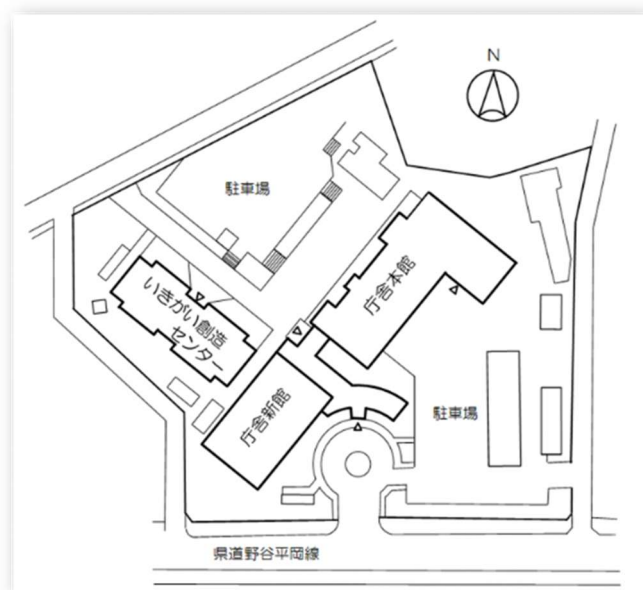 N
駐車場
庁舎本館
いきがい創造
センター
庁舎新館
駐車場
県道野谷平岡線